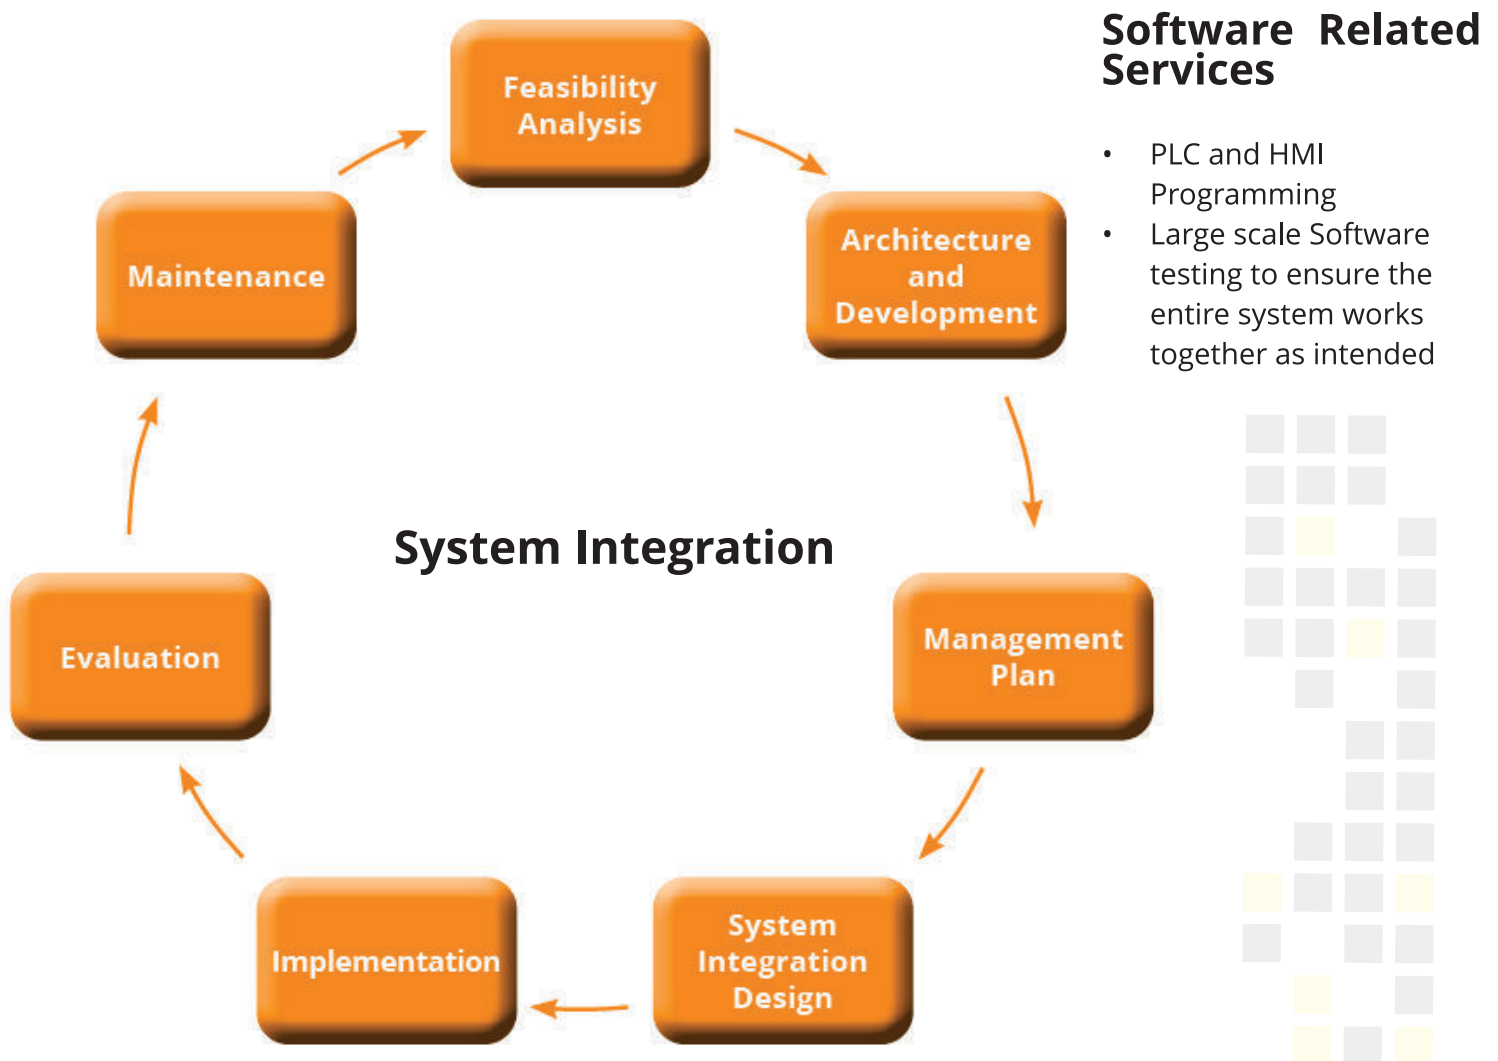 Feasibility
Analysis
Architecture
and
Development
Management
Plan
System
Integration
Design
Implementation
Evaluation
Maintenance
System Integration
Software Related
Services
• PLC and HMI
Programming
• Large scale Software
testing to ensure the
entire system works
together as intended